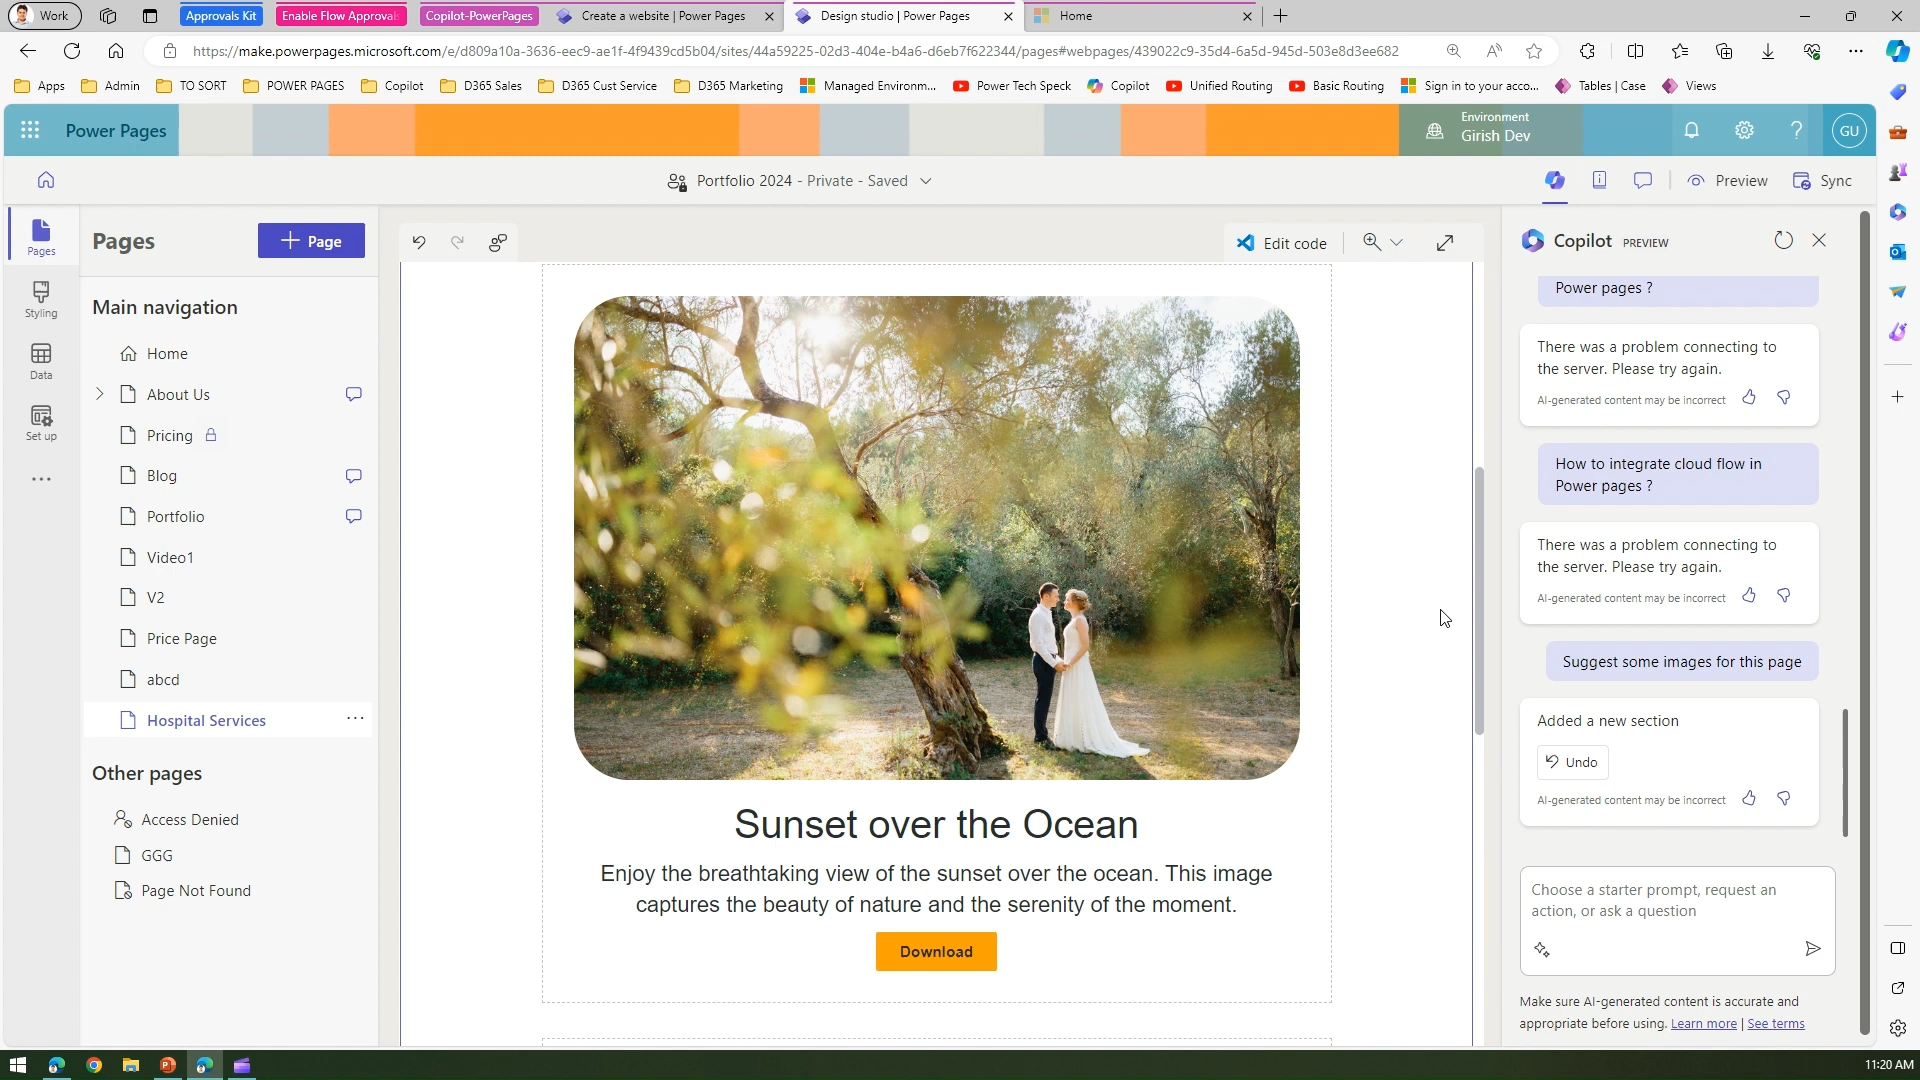 Work
Approvals Kit
Enable Flow Approvals
Copilot-PowerPages
Create a website | Power Pages
Design studio | Power Pages
Home
https://make.powerpages.microsoft.com/e/d809a10a-3636-eec9-ae1f-4f9439cd5b04/sites/44a59225-02d3-404e-b4a6-d6eb7f622344/pages#webpages/439022c9-35d4-6a5d-945d-503e8d3ee682
Apps
Admin
TO SORT
POWER PAGES
Copilot
D365 Sales
D365 Cust Service
D365 Marketing
Managed Environm...
Power Tech Speck
Copilot
Unified Routing
Basic Routing
Sign in to your acco...
Tables | Case
Views
Power Pages
Environment
Girish Dev
GU
Portfolio 2024 - Private - Saved
Preview
Sync
Pages
Styling
Data
Set up
Pages
Page
Main navigation
Home
About Us
Pricing
Blog
Portfolio
Video1
V2
Price Page
abcd
Hospital Services
Other pages
Access Denied
GGG
Page Not Found
Edit code
Sunset over the Ocean
Enjoy the breathtaking view of the sunset over the ocean. This image
captures the beauty of nature and the serenity of the moment.
Download
Copilot PREVIEW
Power pages ?
There was a problem connecting to
the server. Please try again.
AI-generated content may be incorrect
How to integrate cloud flow in
Power pages ?
There was a problem connecting to
the server. Please try again.
AI-generated content may be incorrect
Suggest some images for this page
Added a new section
Undo
AI-generated content may be incorrect
Choose a starter prompt, request an
action, or ask a question
Make sure AI-generated content is accurate and
appropriate before using. Learn more | See terms
11:20 AM